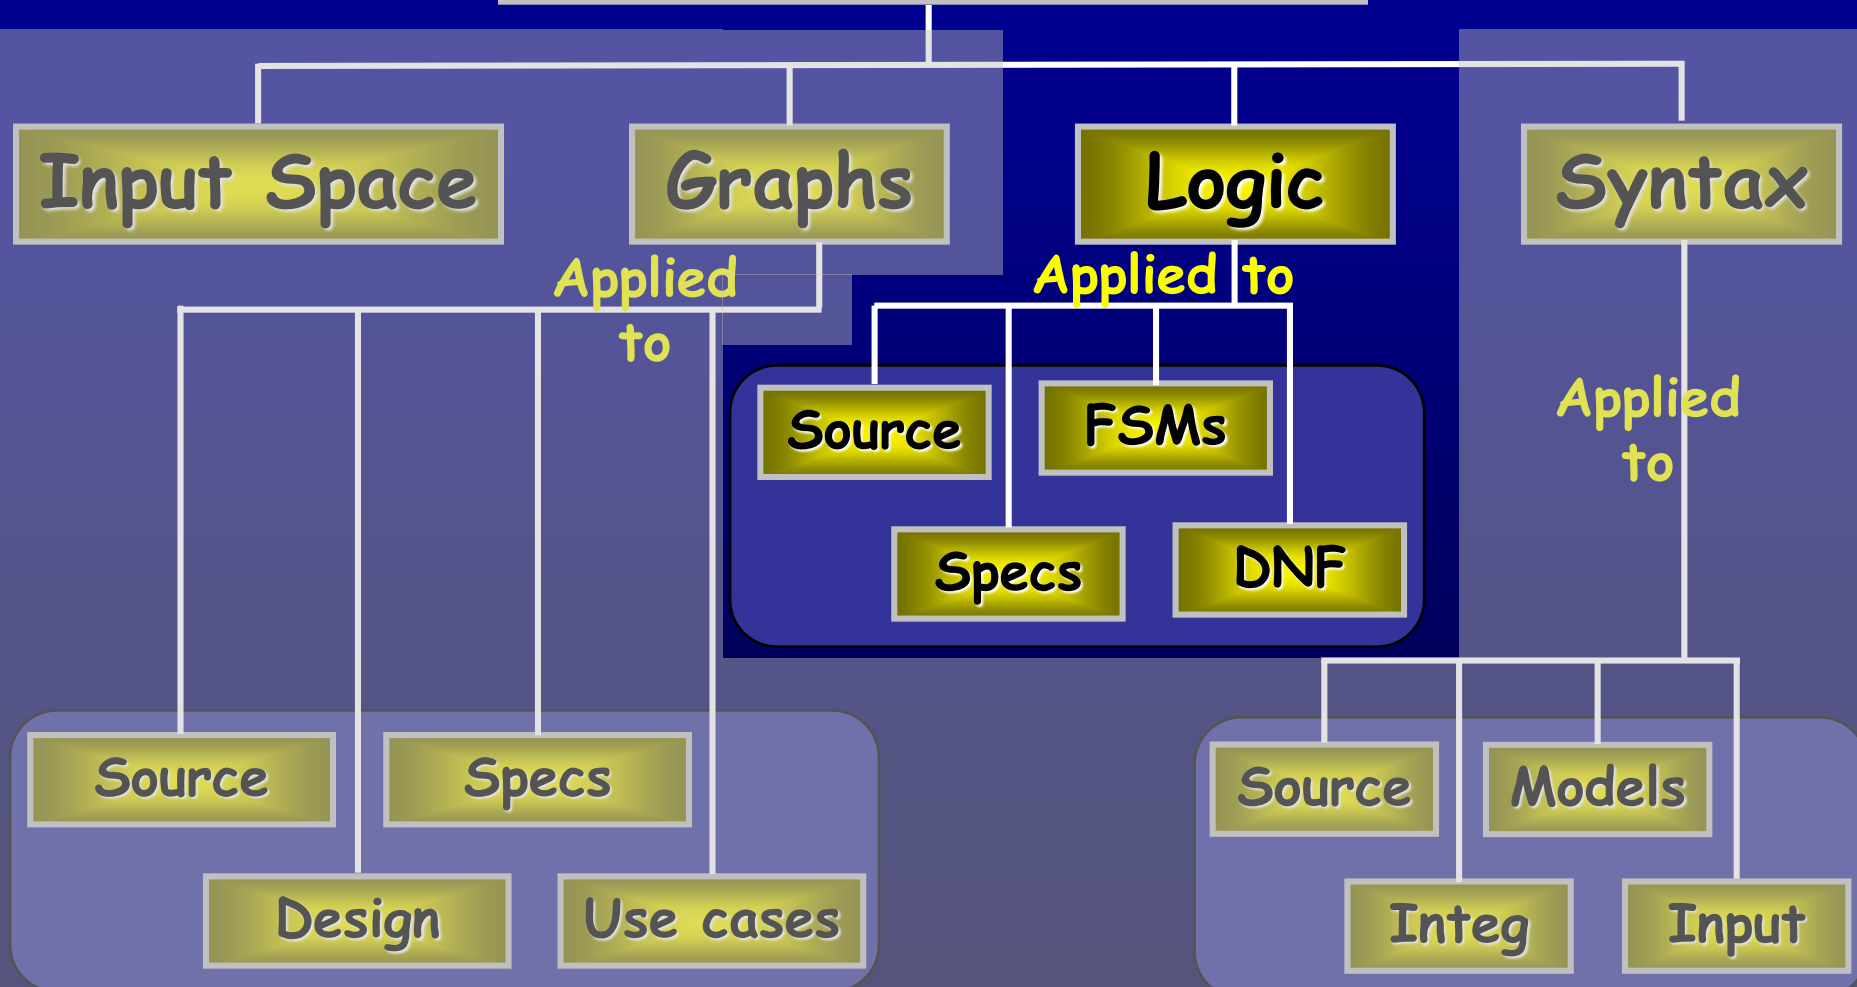 Input Space
Graphs
Logic
Syntax
Applied
to
Applied to
Applied
to
Source
FSMs
Specs
DNF
Source
Specs
Design
Use cases
Source
Models
Integ
Input